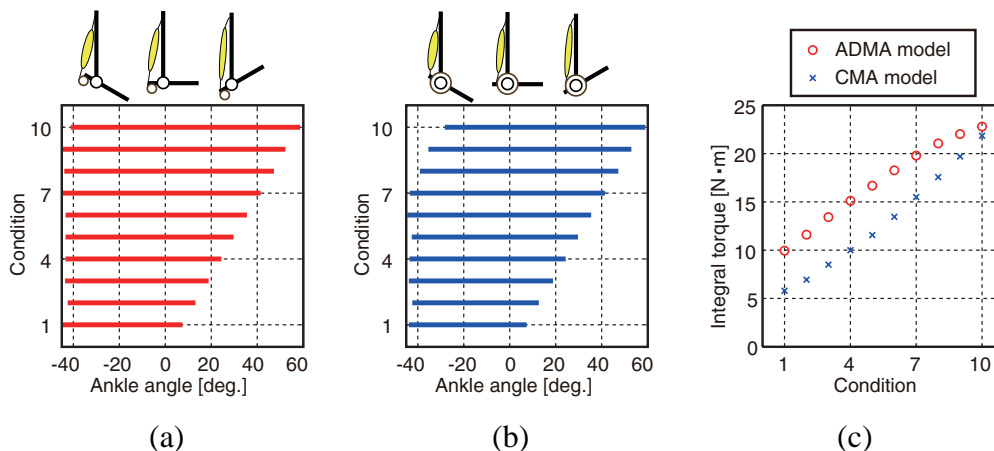 10
7
4
1
Condition
-40 -20 0 20 40 60
Ankle angle [deg.]
(a)
10
7
4
1
Condition
-40 -20 0 20 40 60
Ankle angle [deg.]
(b)
ADMA model
CMA model
25
20
15
10
5
0
Integral torque [N・m]
1 4 7 10
Condition
(c)